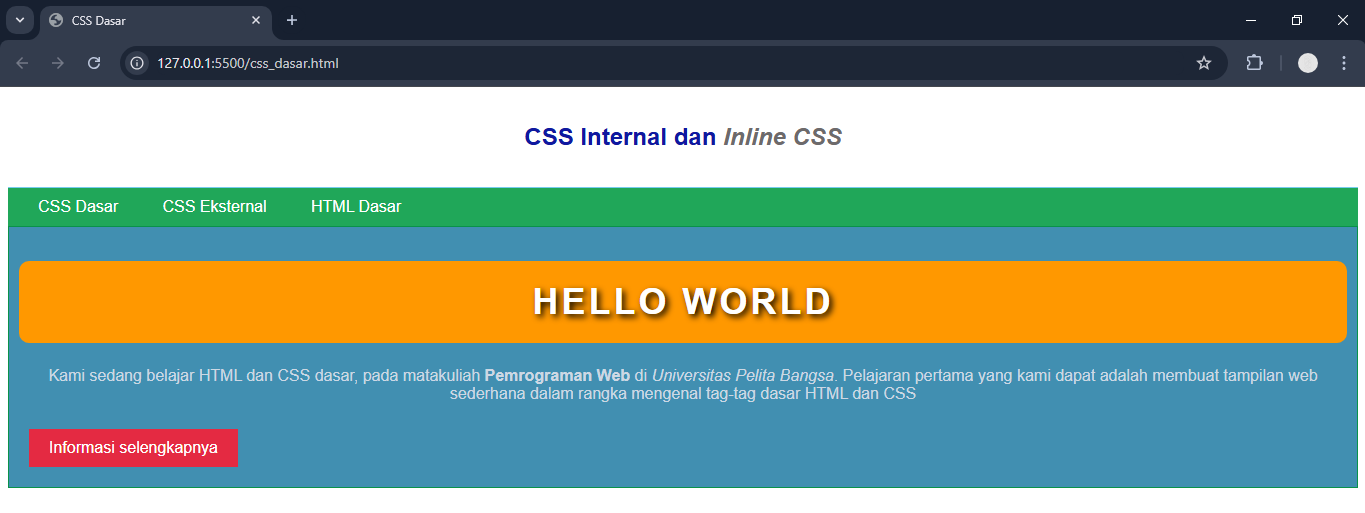 CSS Dasar
127.0.0.1:5500/css_dasar.html
CSS Internal dan Inline CSS
CSS Dasar CSS Eksternal HTML Dasar
HELLO WORLD
Kami sedang belajar HTML dan CSS dasar, pada matakuliah Pemrograman Web di Universitas Pelita Bangsa. Pelajaran pertama yang kami dapat adalah membuat tampilan web
sederhana dalam rangka mengenal tag-tag dasar HTML dan CSS
Informasi selengkapnya